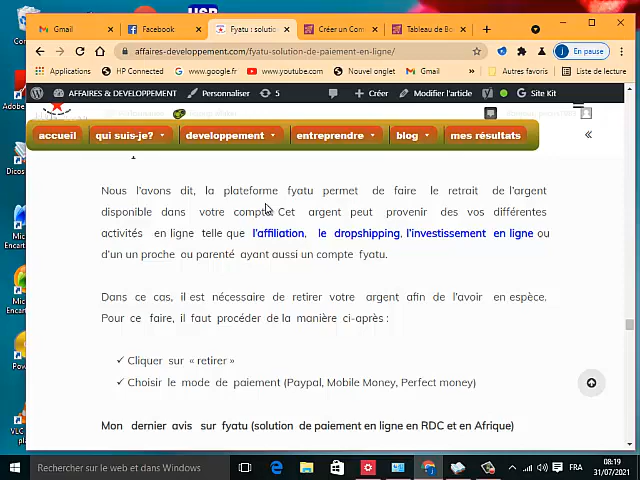 Gmail
Facebook
Fyatu : solutio
Créer un Com
Tableau de Bo
affaires-developpement.com/fyatu-solution-de-paiement-en-ligne/
En pause
Applications
HP Connected
www.google.fr
www.youtube.com
Nouvel onglet
Gmail
Autres favoris
Liste de lecture
AFFAIRES & DEVELOPPEMENT
Personnaliser
5
Créer
Modifier l'article
Site Kit
accueil
qui suis-je?
developpement
entreprendre
blog
mes résultats
Nous l'avons dit, la plateforme fyatu permet de faire le retrait de l'argent
disponible dans votre compte Cet argent peut provenir des vos différentes
activités en ligne telle que l'affiliation, le dropshipping, l'investissement en ligne ou
d'un un proche ou parenté ayant aussi un compte fyatu.
Dans ce cas, il est nécessaire de retirer votre argent afin de l'avoir en espèce.
Pour ce faire, il faut procéder de la manière ci-après :
✓ Cliquer sur « retirer »
✓ Choisir le mode de paiement (Paypal, Mobile Money, Perfect money)
Mon dernier avis sur fyatu (solution de paiement en ligne en RDC et en Afrique)
Rechercher sur le web et dans Windows
FRA
08:19
31/07/2021